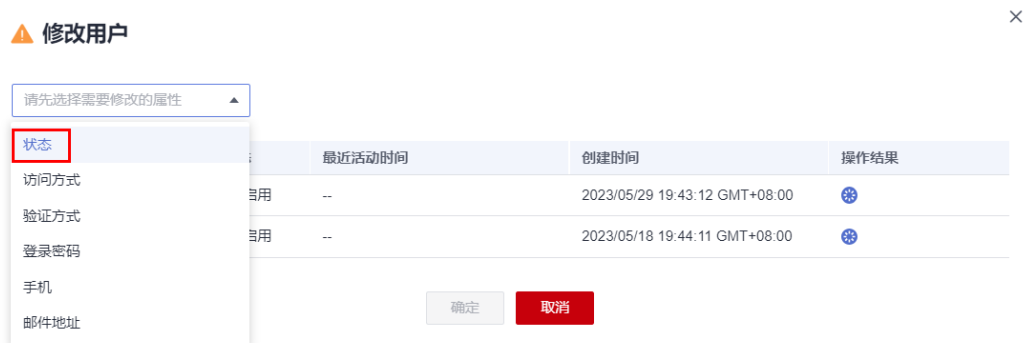 修改用户
请先选择需要修改的属性
状态
最近活动时间 创建时间 操作结果
访问方式
启用 -- 2023/05/29 19:43:12 GMT+08:00
验证方式
启用 -- 2023/05/18 19:44:11 GMT+08:00
登录密码
手机
确定 取消
邮件地址